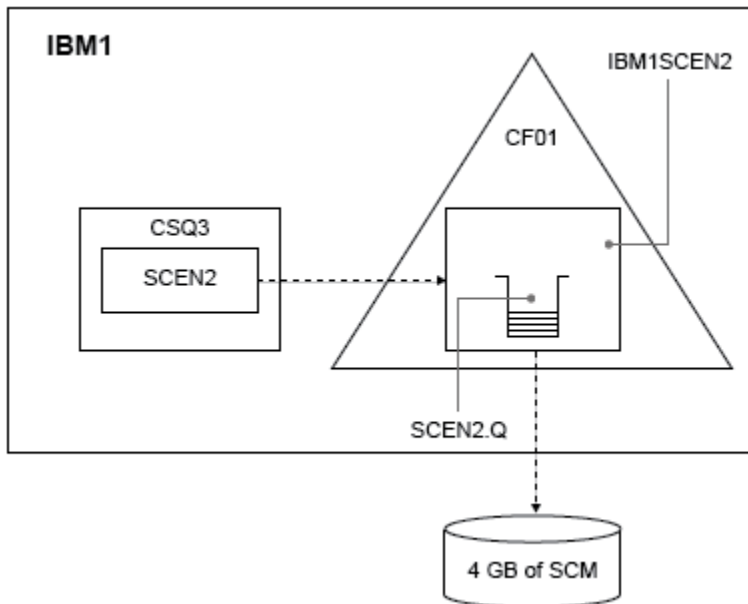 IBM1
IBM1SCEN2
CF01
CSQ3
SCEN2
SCEN2.Q
4 GB of SCM